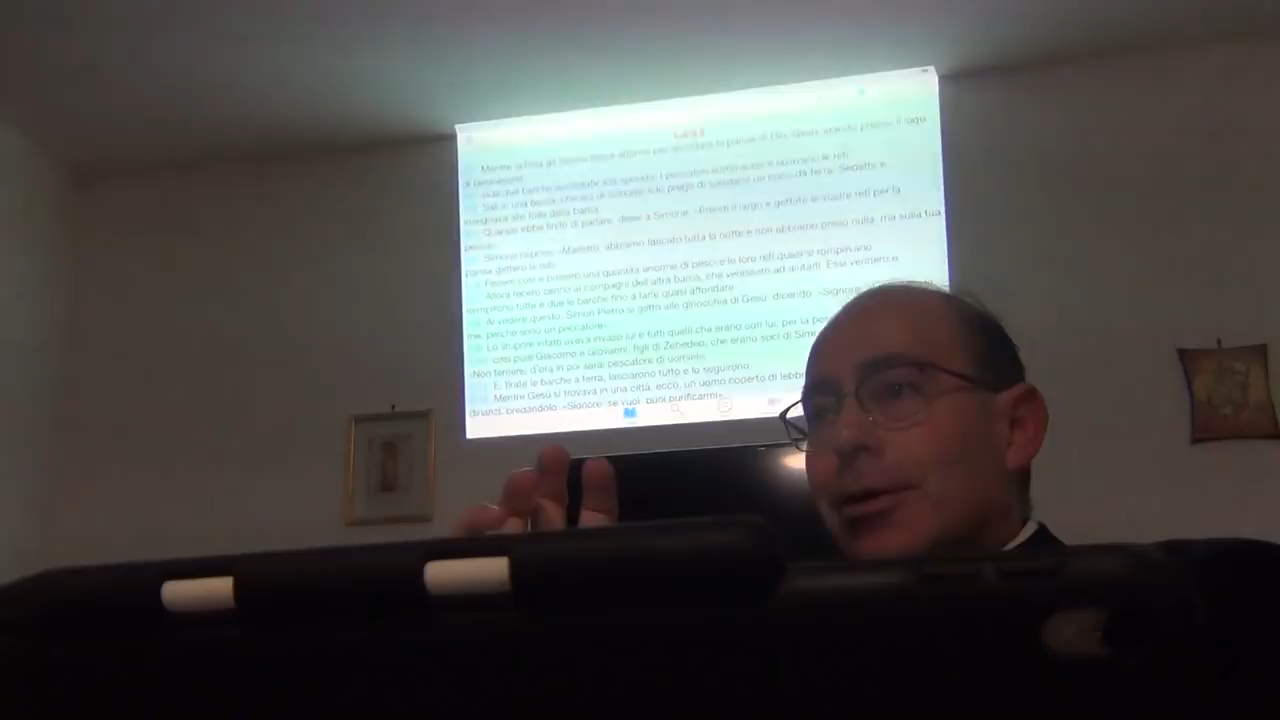 Luca 5
Mentre la folla gli faceva ressa attorno per ascoltare la parola di Dio, Gesù, stando presso il lago
di
vide due barche I pescatori erano scesi e lavavano le reti
Salì in una barca, che era di Simone, e lo pregò di scostarsi un poco da terra. Sedette e
insegnava alle folle dalla barca
Quando ebbe finito di parlare, disse a Simone: «Prendi il largo e gettate le vostre reti per la
pesca»
Simone rispose: «Maestro, abbiamo faticato tutta la notte e non abbiamo preso nulla; ma sulla tua
parola getterò le reti
Fecero così e presero una quantità enorme di pesci e le loro reti quasi si rompevano
Allora fecero cenno ai compagni dell'altra barca, che venissero ad aiutarli. Essi vennero e
riempirono tutte e due le barche fino a farle quasi affondare
Al vedere questo, Simon Pietro si gettò alle ginocchia di Gesù, dicendo: «Signore,
me, perché sono un peccatore»
Lo stupore infatti aveva invaso lui e tutti quelli che erano con lui, per la
così pure Giacomo e Giovanni, figli di Zebedeo, che erano soci di
«Non temere, d'ora in poi sarai pescatore di uomini».
E, tirate le barche a terra, lasciarono tutto e lo seguirono.
Mentre Gesù si trovava in una città, ecco, un uomo coperto di
dinanzi, pregandolo: «Signore, se vuoi, puoi purificarmi».